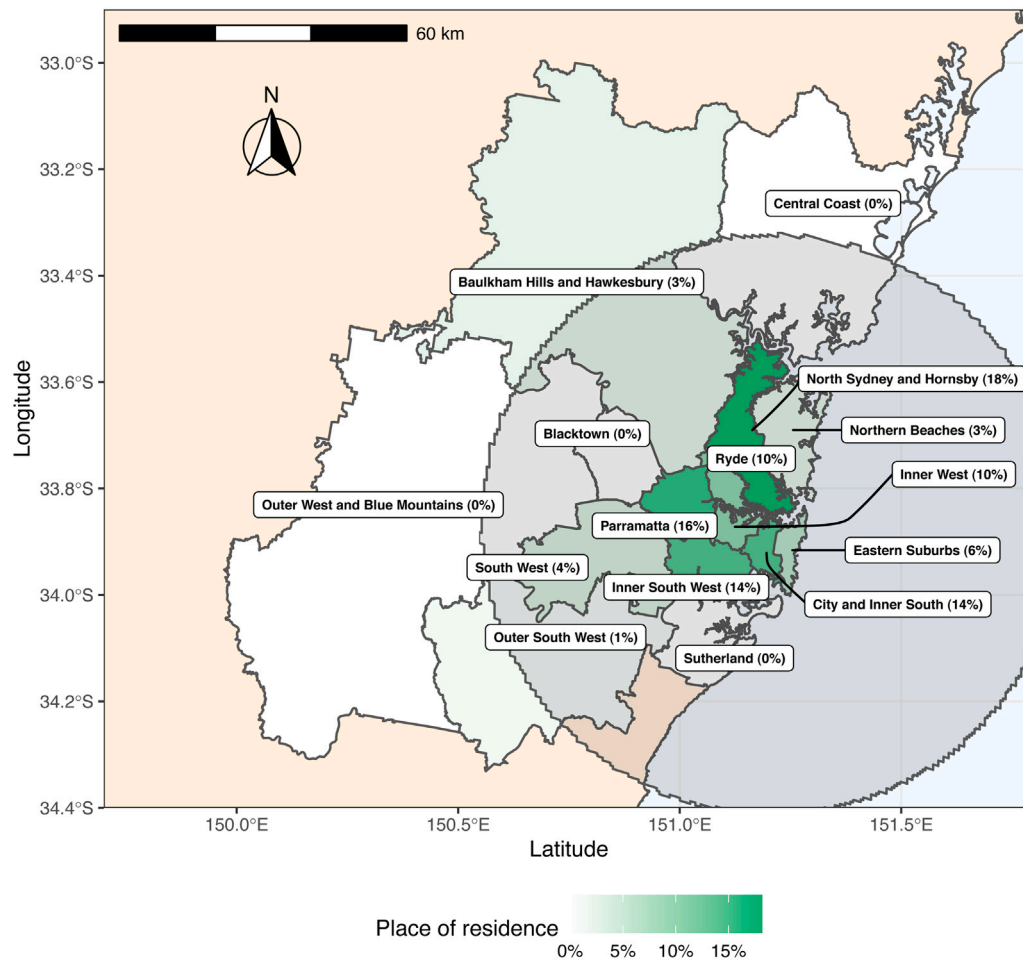 60 km
N
33.0°S
33.2°S
33.4°S
33.6°S
33.8°S
34.0°S
34.2°S
34.4°S
Longitude
Central Coast (0%)
Baulkham Hills and Hawkesbury (3%)
North Sydney and Hornsby (18%)
Blacktown (0%)
Northern Beaches (3%)
Ryde (10%)
Inner West (10%)
Outer West and Blue Mountains (0%)
Parramatta (16%)
Eastern Suburbs (6%)
South West (4%)
Inner South West (14%)
City and Inner South (14%)
Outer South West (1%)
Sutherland (0%)
150.0°E 150.5°E 151.0°E 151.5°E
Latitude
Place of residence
0% 5% 10% 15%